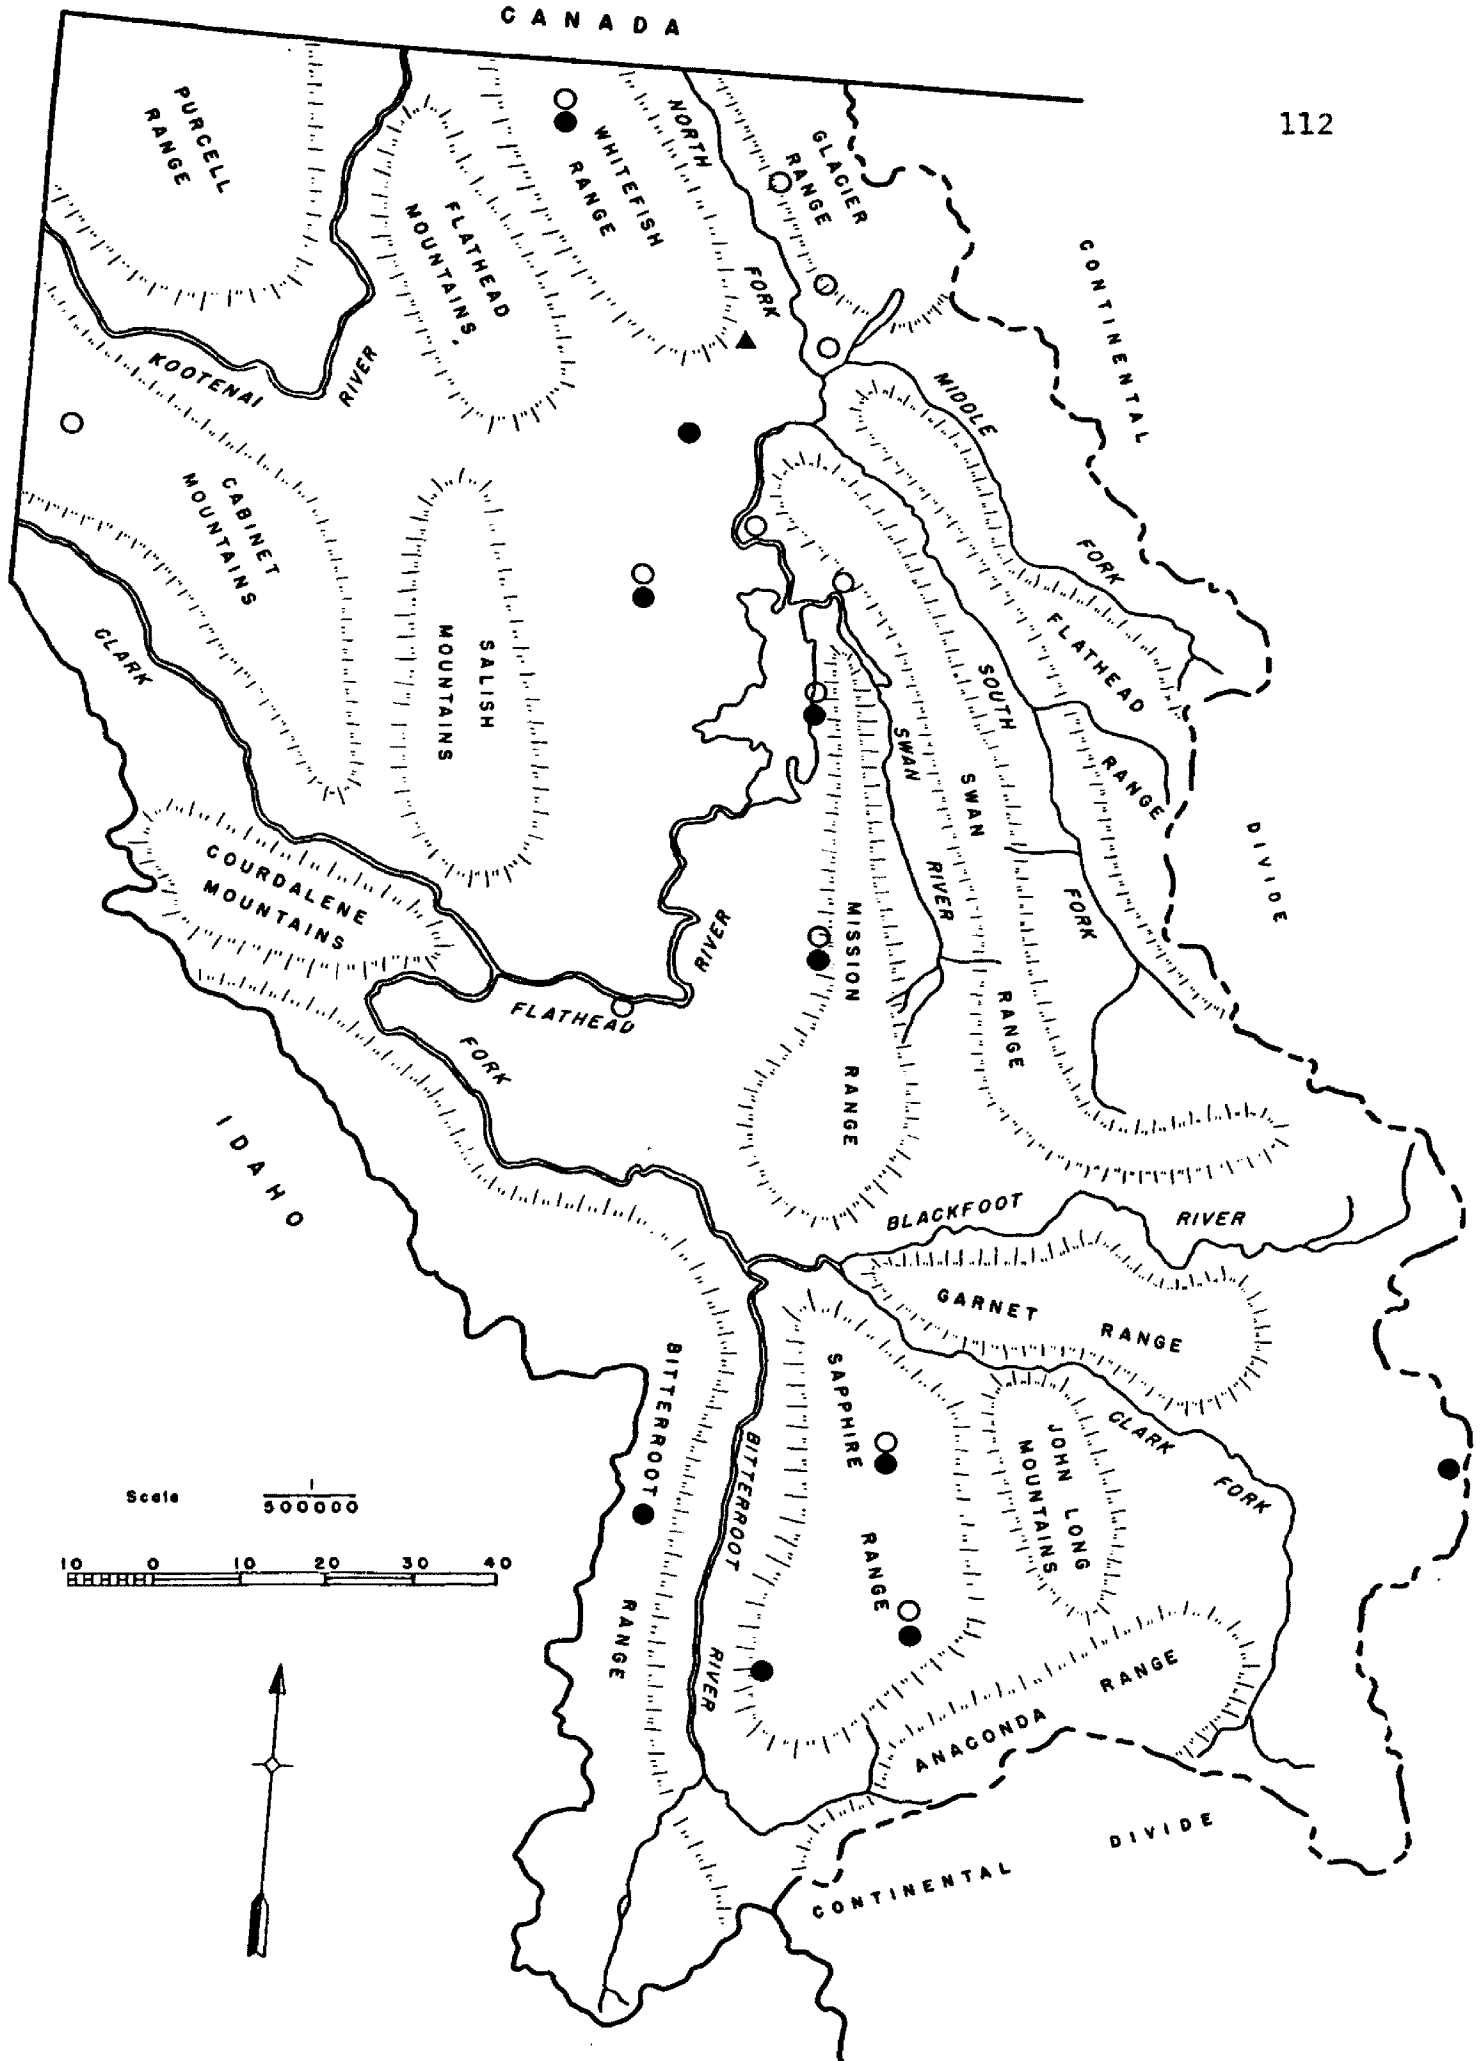 CANADA
112
PURCELL
RANGE
WHITEFISH
RANGE
NORTH
FORK
GLACIER
RANGE
FLATHEAD
MOUNTAINS
CONTINENTAL
KOOTENAI
RIVER
MIDDLE
FORK
CABINET
MOUNTAINS
CLARK
SALISH
MOUNTAINS
FLATHEAD
RANGE
SOUTH
FORK
SWAN
RIVER
SWAN
RANGE
DIVIDE
COURDALENE
MOUNTAINS
MISSION
RANGE
RIVER
FLATHEAD
FORK
IDAHO
BLACKFOOT
RIVER
GARNET
RANGE
BITTERROOT
RANGE
BITTERROOT
RIVER
SAPPHIRE
RANGE
JOHN LONG
MOUNTAINS
CLARK
FORK
Scale
1
500000
10 0 10 20 30 40
ANACONDA
RANGE
CONTINENTAL
DIVIDE